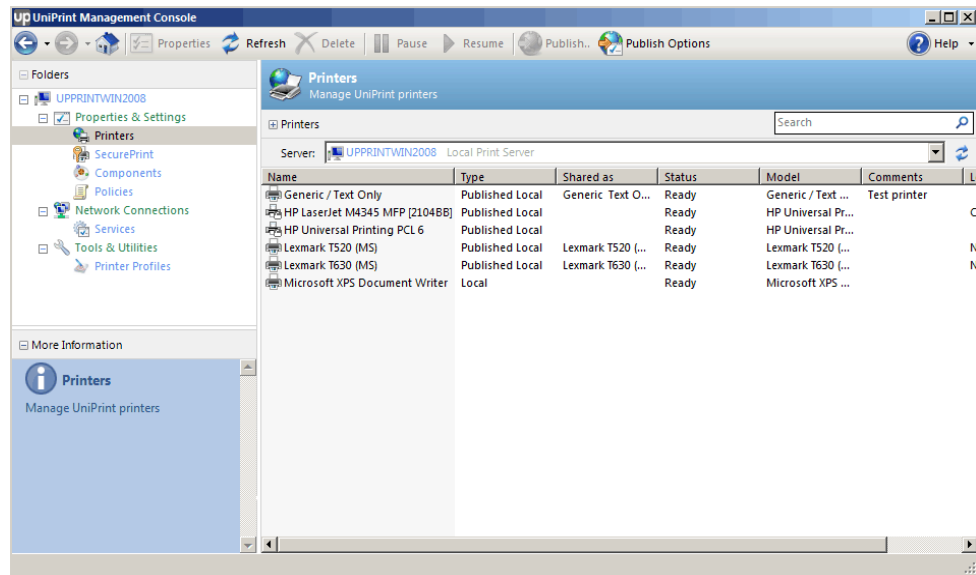 UP UniPrint Management Console
Properties Refresh Delete Pause Resume Publish.. Publish Options Help
Folders
UPPRINTWIN2008
Properties & Settings
Printers
SecurePrint
Components
Policies
Network Connections
Services
Tools & Utilities
Printer Profiles
More Information
Printers
Manage UniPrint printers
Printers
Manage UniPrint printers
Printers Search
Server: UPPRINTWIN2008 Local Print Server
Name Type Shared as Status Model Comments L
Generic / Text Only Published Local Generic Text O... Ready Generic / Text ... Test printer
HP LaserJet M4345 MFP [2104BB] Published Local Ready HP Universal Pr... C
HP Universal Printing PCL 6 Published Local Ready HP Universal Pr...
Lexmark T520 (MS) Published Local Lexmark T520 (... Ready Lexmark T520 (... N
Lexmark T630 (MS) Published Local Lexmark T630 (... Ready Lexmark T630 (... N
Microsoft XPS Document Writer Local Ready Microsoft XPS ...